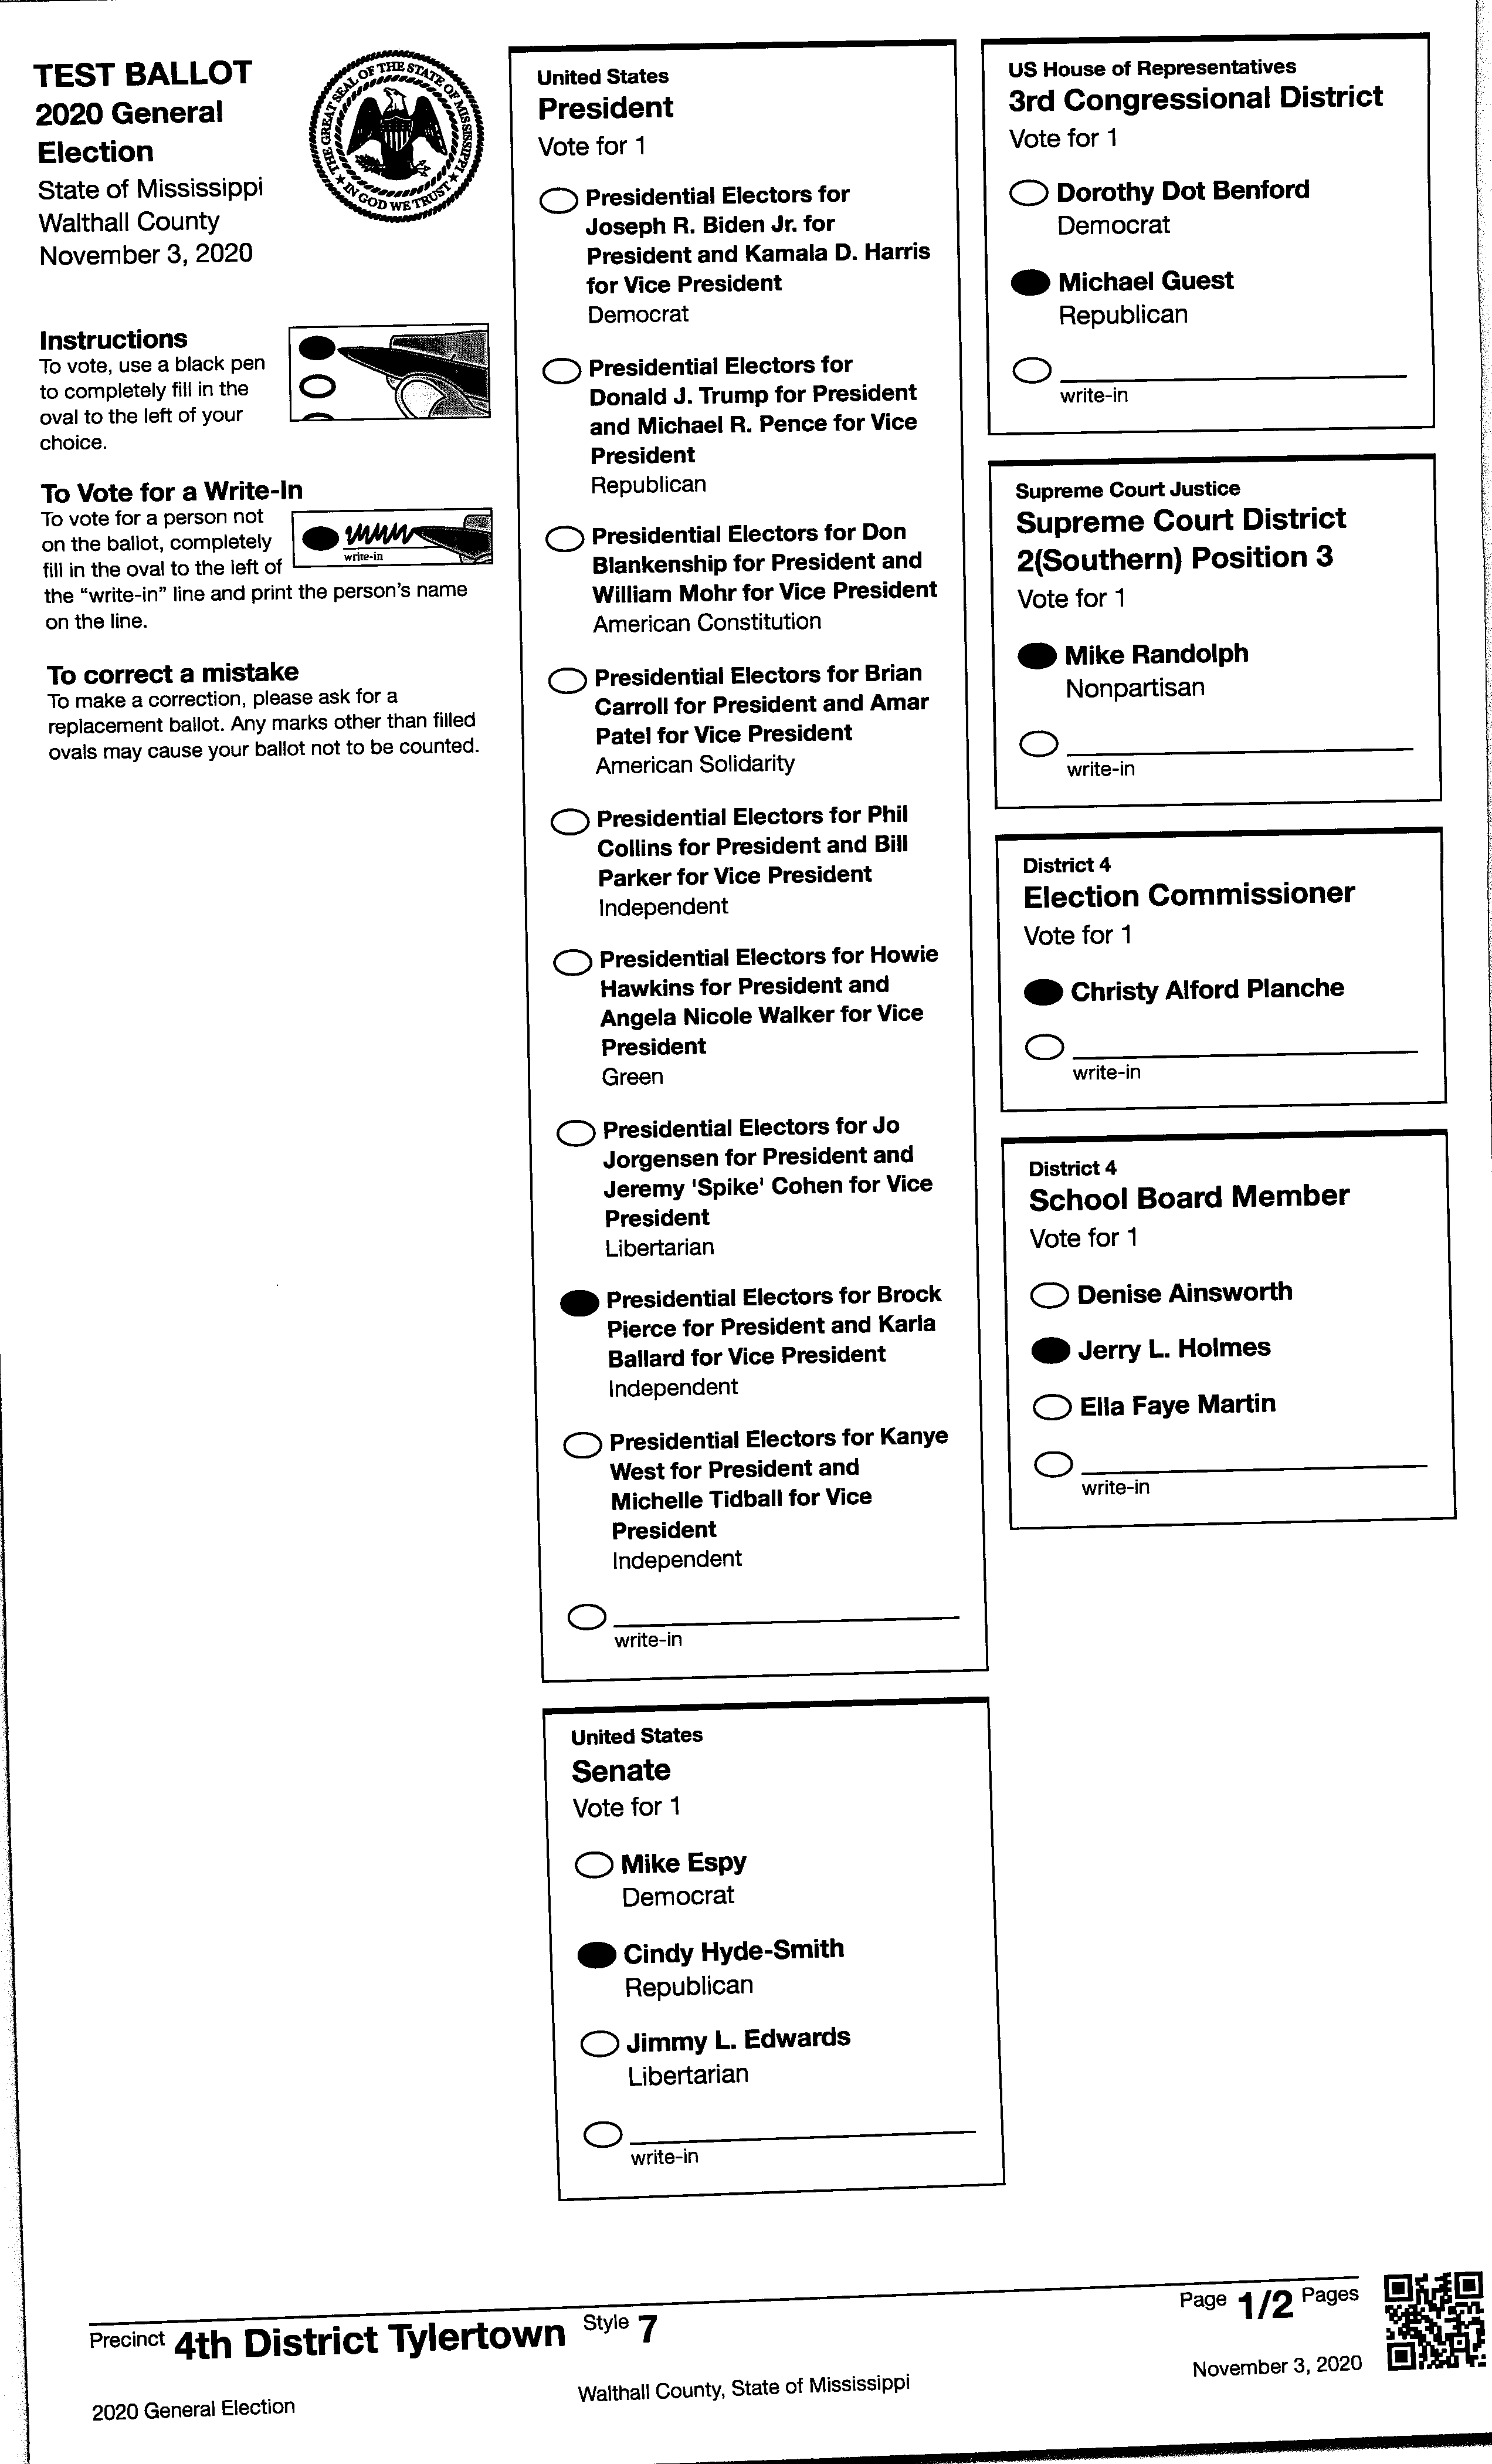 TEST BALLOT
2020 General
Election
State of Mississippi
Walthall County
November 3, 2020
THE GREAT SEAL OF THE STATE OF MISSISSIPPI
★ IN GOD WE TRUST ★
Instructions
To vote, use a black pen
to completely fill in the
oval to the left of your
choice.
To Vote for a Write-In
To vote for a person not
on the ballot, completely
fill in the oval to the left of
the “write-in” line and print the person’s name
on the line.
write-in
To correct a mistake
To make a correction, please ask for a
replacement ballot. Any marks other than filled
ovals may cause your ballot not to be counted.
United States
President
Vote for 1
Presidential Electors for
Joseph R. Biden Jr. for
President and Kamala D. Harris
for Vice President
Democrat
Presidential Electors for
Donald J. Trump for President
and Michael R. Pence for Vice
President
Republican
Presidential Electors for Don
Blankenship for President and
William Mohr for Vice President
American Constitution
Presidential Electors for Brian
Carroll for President and Amar
Patel for Vice President
American Solidarity
Presidential Electors for Phil
Collins for President and Bill
Parker for Vice President
Independent
Presidential Electors for Howie
Hawkins for President and
Angela Nicole Walker for Vice
President
Green
Presidential Electors for Jo
Jorgensen for President and
Jeremy 'Spike' Cohen for Vice
President
Libertarian
Presidential Electors for Brock
Pierce for President and Karla
Ballard for Vice President
Independent
Presidential Electors for Kanye
West for President and
Michelle Tidball for Vice
President
Independent
write-in
United States
Senate
Vote for 1
Mike Espy
Democrat
Cindy Hyde-Smith
Republican
Jimmy L. Edwards
Libertarian
write-in
US House of Representatives
3rd Congressional District
Vote for 1
Dorothy Dot Benford
Democrat
Michael Guest
Republican
write-in
Supreme Court Justice
Supreme Court District
2(Southern) Position 3
Vote for 1
Mike Randolph
Nonpartisan
write-in
District 4
Election Commissioner
Vote for 1
Christy Alford Planche
write-in
District 4
School Board Member
Vote for 1
Denise Ainsworth
Jerry L. Holmes
Ella Faye Martin
write-in
Precinct 4th District Tylertown Style 7
Page 1/2 Pages
2020 General Election
Walthall County, State of Mississippi
November 3, 2020